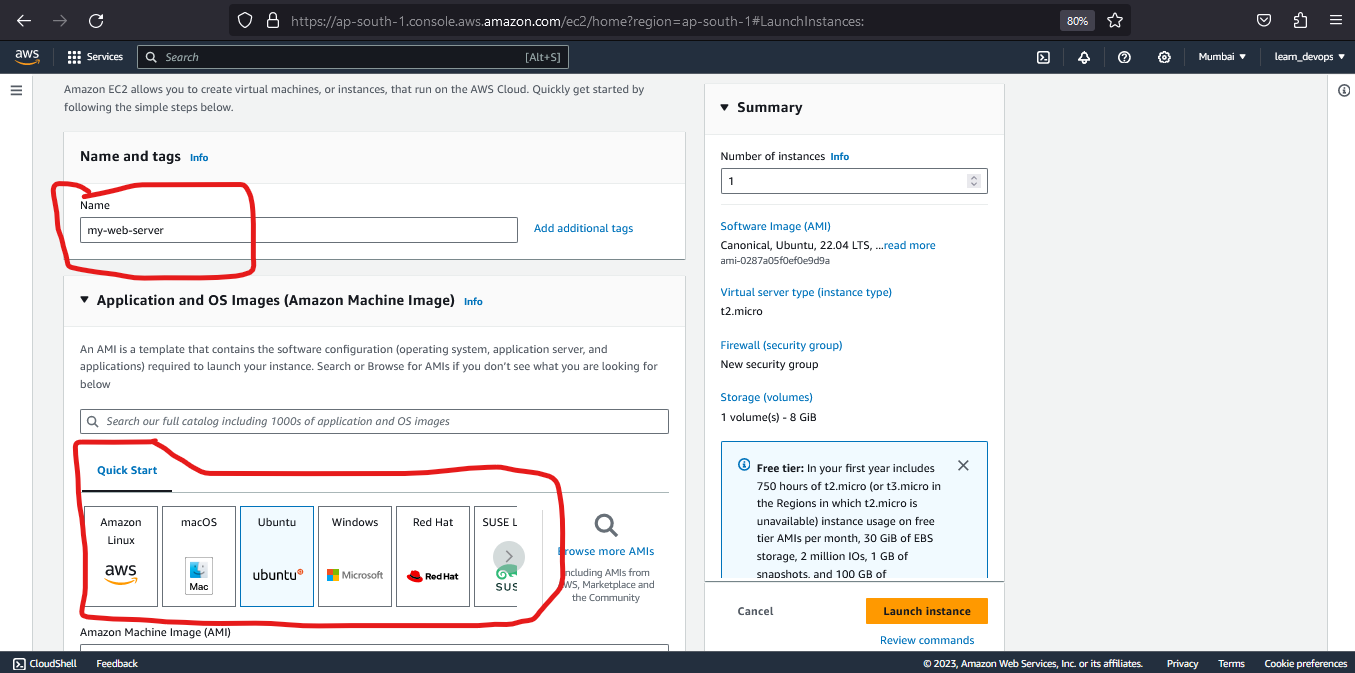 https://ap-south-1.console.aws.amazon.com/ec2/home?region=ap-south-1#LaunchInstances:
80%
aws
Services
Search
[Alt+S]
Mumbai
learn_devops
Amazon EC2 allows you to create virtual machines, or instances, that run on the AWS Cloud. Quickly get started by
following the simple steps below.
Name and tags Info
Name
my-web-server
Add additional tags
Application and OS Images (Amazon Machine Image) Info
An AMI is a template that contains the software configuration (operating system, application server, and
applications) required to launch your instance. Search or Browse for AMIs if you don't see what you are looking for
below
Search our full catalog including 1000s of application and OS images
Quick Start
Amazon
Linux
aws
macOS
Mac
Ubuntu
ubuntu
Windows
Microsoft
Red Hat
Red Hat
SUSE L
SUS
Browse more AMIs
Including AMIs from
AWS, Marketplace and
the Community
Amazon Machine Image (AMI)
Summary
Number of instances Info
1
Software Image (AMI)
Canonical, Ubuntu, 22.04 LTS, ...read more
ami-0287a05f0ef0e9d9a
Virtual server type (instance type)
t2.micro
Firewall (security group)
New security group
Storage (volumes)
1 volume(s) - 8 GiB
Free tier: In your first year includes
750 hours of t2.micro (or t3.micro in
the Regions in which t2.micro is
unavailable) instance usage on free
tier AMIs per month, 30 GiB of EBS
storage, 2 million IOs, 1 GB of
snapshots, and 100 GB of
Cancel
Launch instance
Review commands
CloudShell
Feedback
© 2023, Amazon Web Services, Inc. or its affiliates.
Privacy
Terms
Cookie preferences